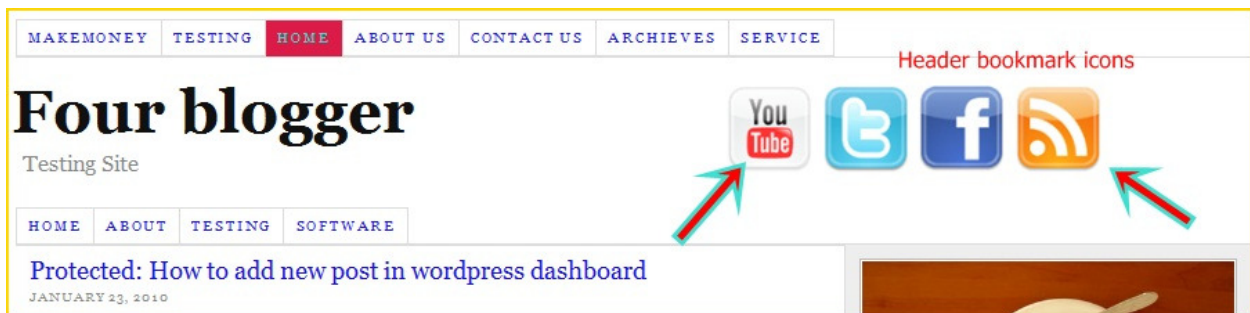 MAKEMONEY TESTING HOME ABOUT US CONTACT US ARCHIEVES SERVICE
Header bookmark icons
Four blogger
You
Tube
Testing Site
HOME ABOUT TESTING SOFTWARE
Protected: How to add new post in wordpress dashboard
JANUARY 23, 2010